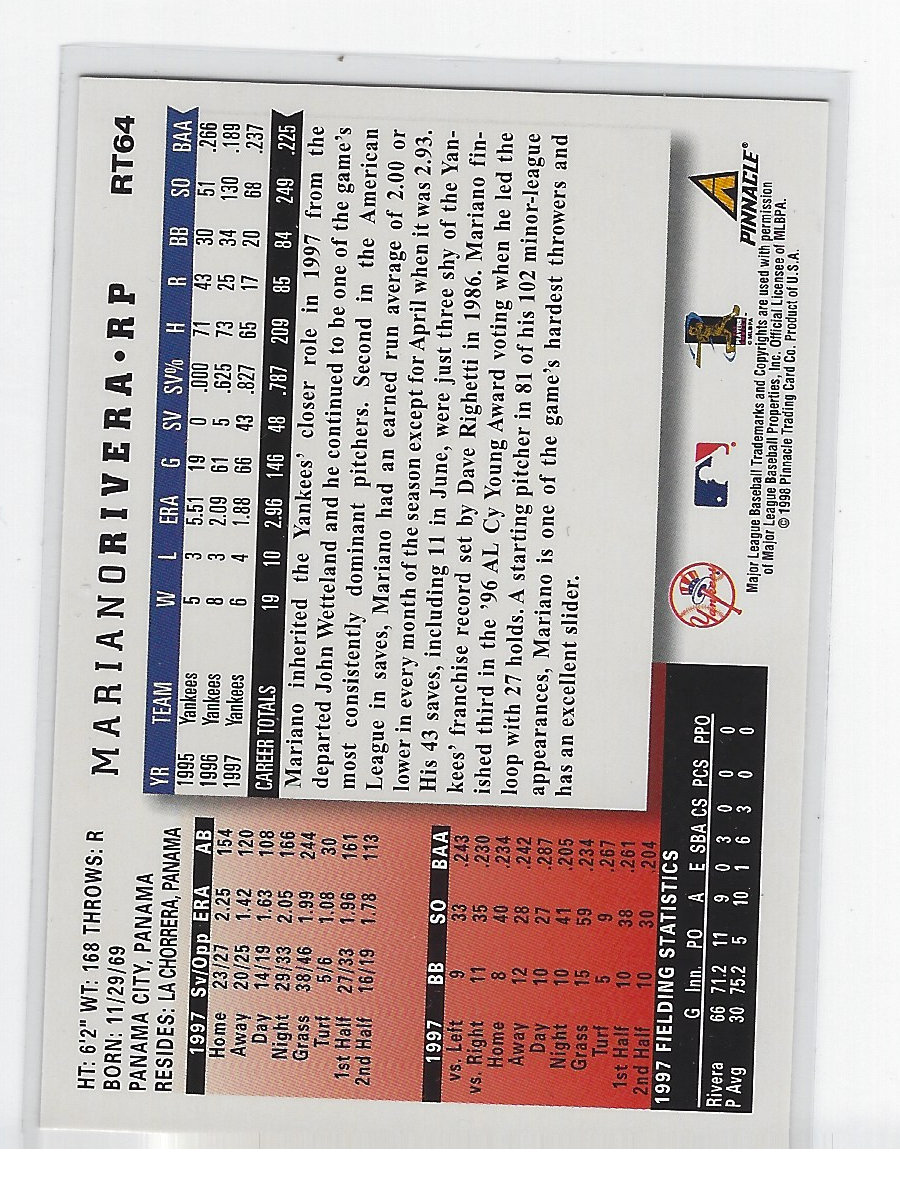 HT: 6'2" WT: 168 THROWS: R
BORN: 11/29/69
PANAMA CITY, PANAMA
RESIDES: LA CHORRERA, PANAMA
1997 Sv/Opp ERA AB
Home 23/27 2.25 154
Away 20/25 1.42 120
Day 14/19 1.63 108
Night 29/33 2.05 166
Grass 38/46 1.99 244
Turf 5/6 1.08 30
1st Half 27/33 1.96 161
2nd Half 16/19 1.78 113
1997 BB SO BAA
vs. Left 9 33 .243
vs. Right 11 35 .230
Home 8 40 .234
Away 12 28 .242
Day 10 27 .287
Night 10 41 .205
Grass 15 59 .234
Turf 5 9 .267
1st Half 10 38 .261
2nd Half 10 30 .204
1997 FIELDING STATISTICS
G Inn. PO A E SBA CS PCS PPO
Rivera 66 71.2 11 9 0 3 0 0 0
P Avg 30 75.2 5 10 1 6 3 0 0
MARIANO RIVERA • RP RT64
YR TEAM W L ERA G SV SV% H R BB SO BAA
1995 Yankees 5 3 5.51 19 0 .000 71 43 30 51 .266
1996 Yankees 8 3 2.09 61 5 .625 73 25 34 130 .189
1997 Yankees 6 4 1.88 66 43 .827 65 17 20 68 .237
CAREER TOTALS 19 10 2.96 146 48 .787 209 85 84 249 .225
Mariano inherited the Yankees' closer role in 1997 from the
departed John Wetteland and he continued to be one of the game's
most consistently dominant pitchers. Second in the American
League in saves, Mariano had an earned run average of 2.00 or
lower in every month of the season except for April when it was 2.93.
His 43 saves, including 11 in June, were just three shy of the Yan-
kees' franchise record set by Dave Righetti in 1986. Mariano fin-
ished third in the '96 AL Cy Young Award voting when he led the
loop with 27 holds. A starting pitcher in 81 of his 102 minor-league
appearances, Mariano is one of the game's hardest throwers and
has an excellent slider.
Yankees
PINNACLE®
Major League Baseball Trademarks and Copyrights are used with permission
of Major League Baseball Properties, Inc. Official Licensee of MLBPA.
© 1998 Pinnacle Trading Card Co. Product of U.S.A.